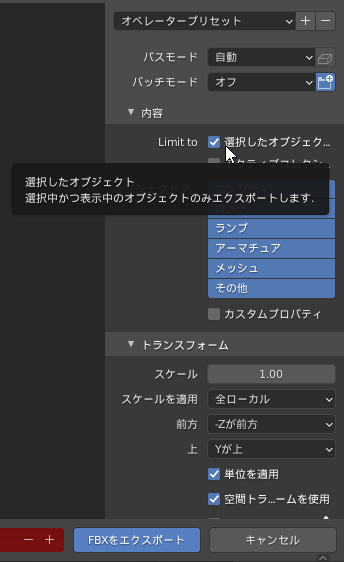 オペレータープリセット
パスモード 自動
バッチモード オフ
内容
Limit to 選択したオブジェク...
選択したオブジェクト
選択中かつ表示中のオブジェクトのみエクスポートします.
ランプ
アーマチュア
メッシュ
その他
カスタムプロパティ
トランスフォーム
スケール 1.00
スケールを適用 全ローカル
前方 -Zが前方
上 Yが上
単位を適用
空間トラ...ームを使用
FBXをエクスポート キャンセル